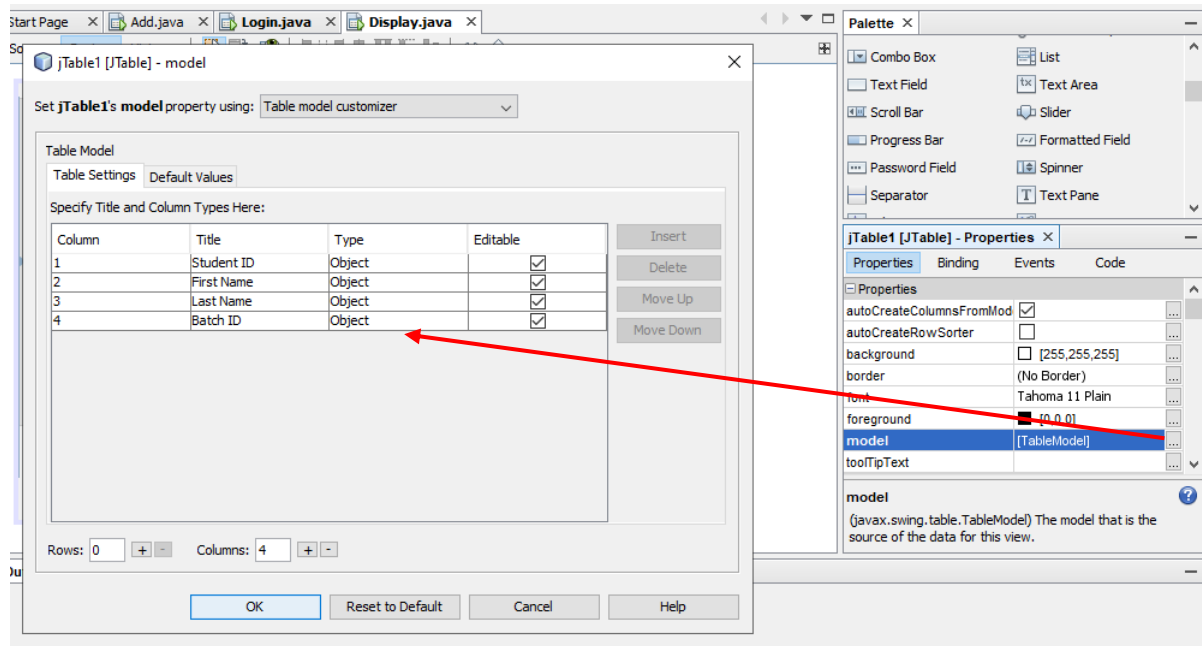 Start Page
Add.java
Login.java
Display.java
jTable1 [JTable] - model
Set jTable1's model property using: Table model customizer
Table Model
Table Settings Default Values
Specify Title and Column Types Here:
Column Title Type Editable
1 Student ID Object
2 First Name Object
3 Last Name Object
4 Batch ID Object
Insert
Delete
Move Up
Move Down
Rows: 0 + - Columns: 4 + -
OK Reset to Default Cancel Help
Palette
Combo Box List
Text Field Text Area
Scroll Bar Slider
Progress Bar Formatted Field
Password Field Spinner
Separator Text Pane
jTable1 [JTable] - Properties
Properties Binding Events Code
Properties
autoCreateColumnsFromMod
autoCreateRowSorter
background [255,255,255]
border (No Border)
font Tahoma 11 Plain
foreground [0,0,0]
model [TableModel]
toolTipText
model
(javax.swing.table.TableModel) The model that is the
source of the data for this view.